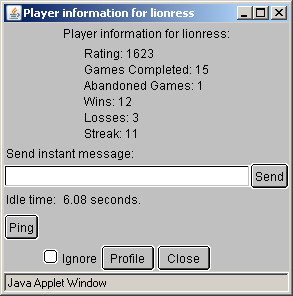 Player information for lionress
Player information for lionress:
Rating: 1623
Games Completed: 15
Abandoned Games: 1
Wins: 12
Losses: 3
Streak: 11
Send instant message:
Send
Idle time:  6.08 seconds.
Ping
Ignore Profile Close
Java Applet Window